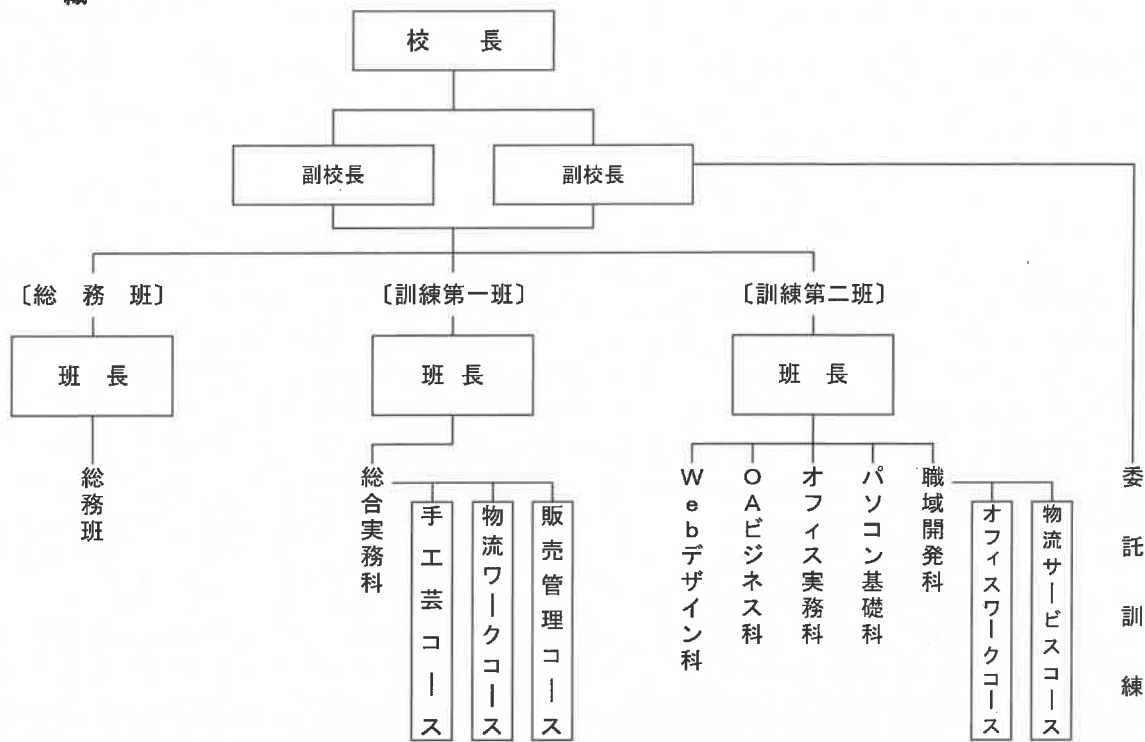 校長
副校長
副校長
〔総務班〕
〔訓練第一班〕
〔訓練第二班〕
班長
班長
班長
総務班
総合実務科
手工芸コース
物流ワークコース
販売管理コース
Webデザイン科
OAビジネス科
オフィス実務科
パソコン基礎科
職域開発科
オフィスワークコース
物流サービスコース
委託訓練